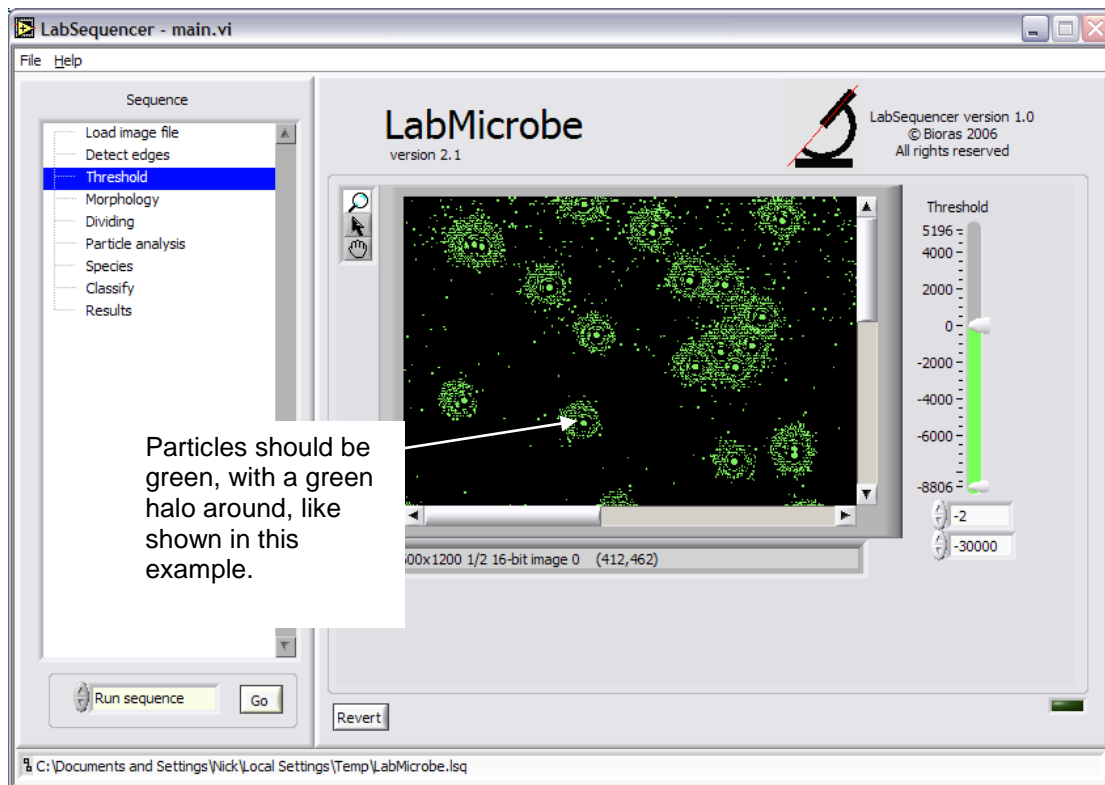 LabSequencer - main.vi
File Help
Sequence
Load image file
Detect edges
Threshold
Morphology
Dividing
Particle analysis
Species
Classify
Results
LabMicrobe
version 2.1
LabSequencer version 1.0
© Bioras 2006
All rights reserved
Threshold
5196
4000
2000
0
-2000
-4000
-6000
-8806
-2
-30000
Particles should be
green, with a green
halo around, like
shown in this
example.
00x1200 1/2 16-bit image 0 (412,462)
Run sequence
Go
Revert
C:\Documents and Settings\Nick\Local Settings\Temp\LabMicrobe.lsq